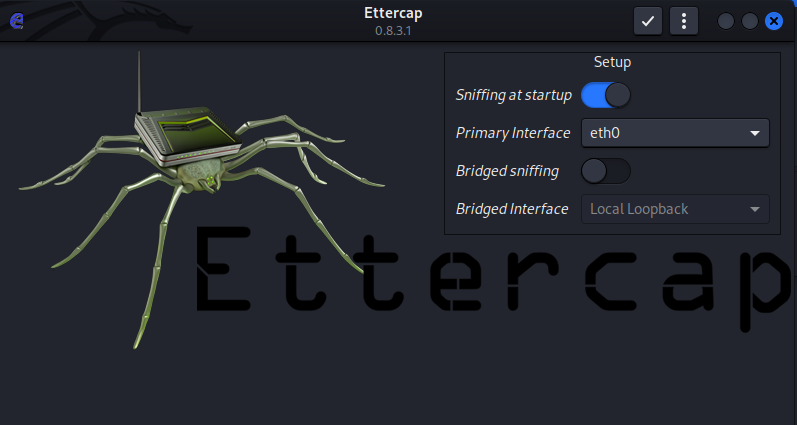 Ettercap
0.8.3.1
Setup
Sniffing at startup
Primary Interface eth0
Bridged sniffing
Bridged Interface Local Loopback
Ettercap